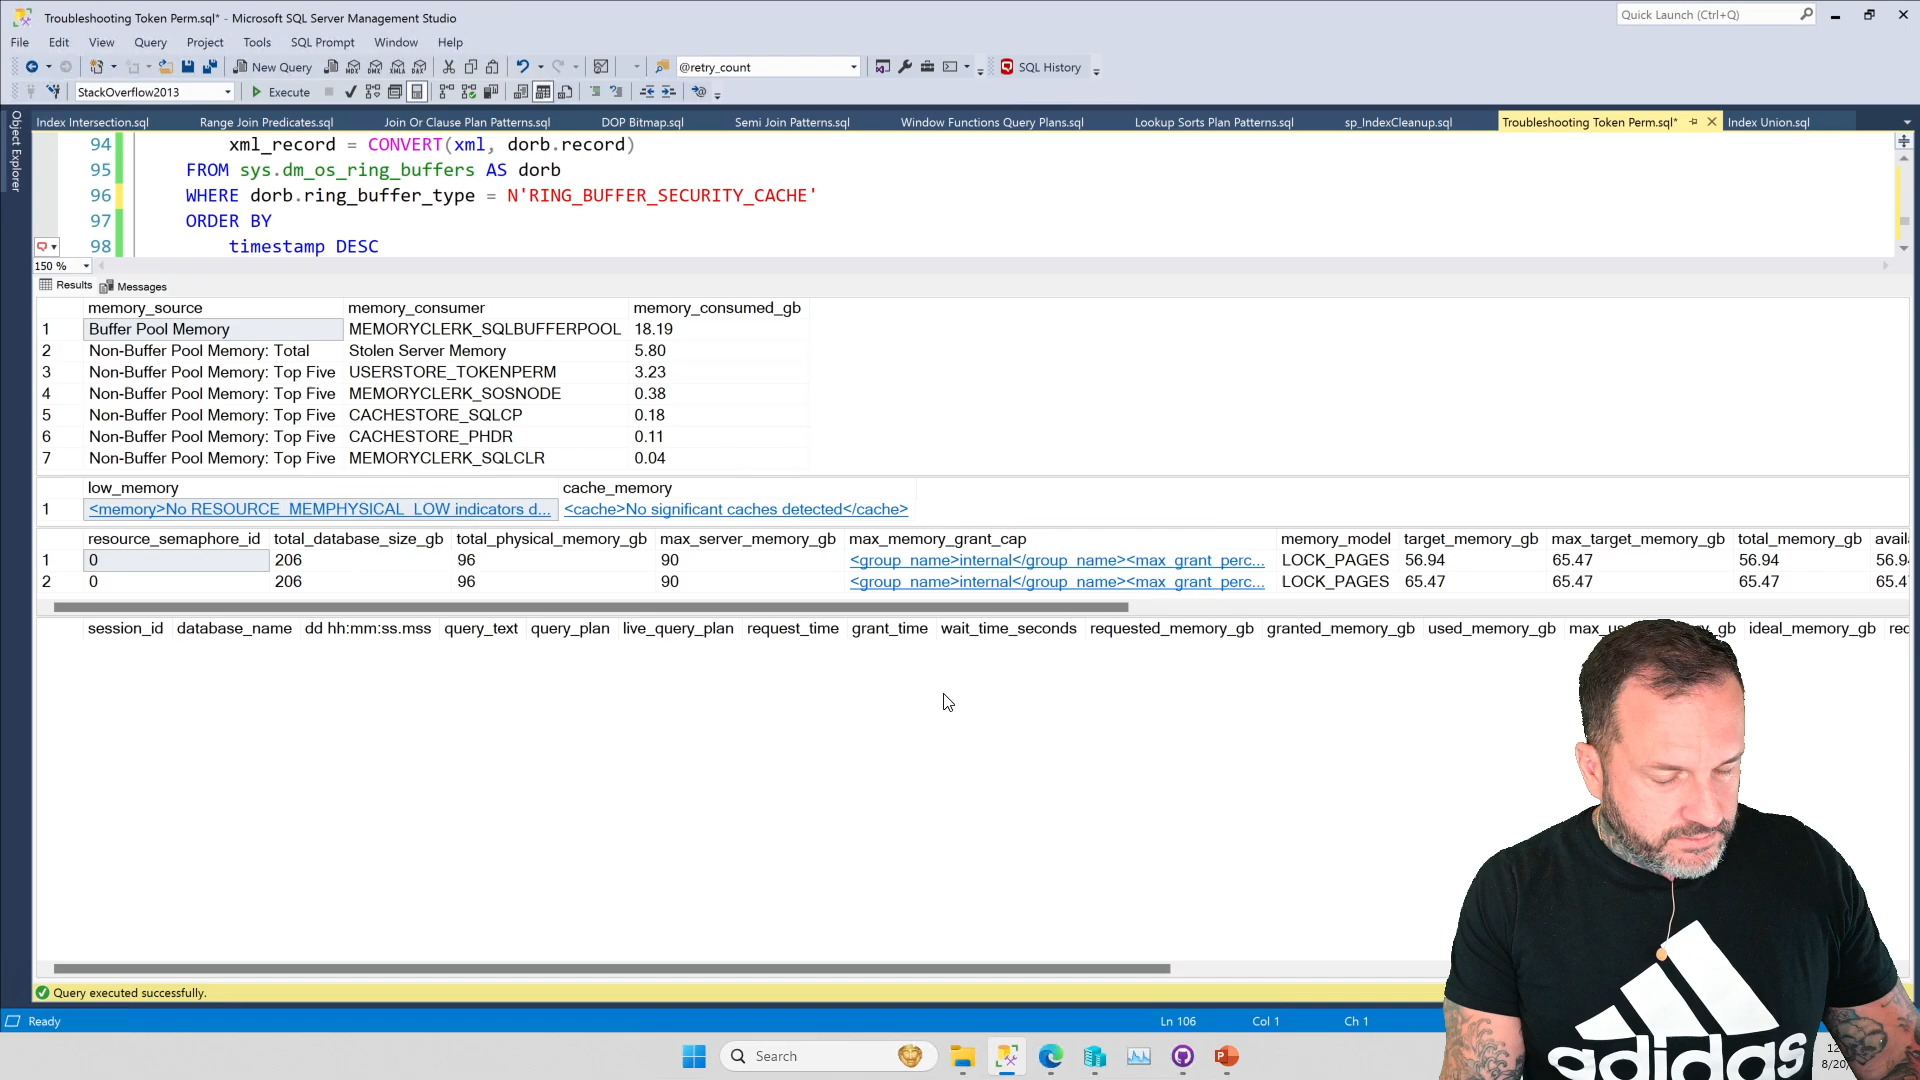 Troubleshooting Token Perm.sql* - Microsoft SQL Server Management Studio
Quick Launch (Ctrl+Q)
File Edit View Query Project Tools SQL Prompt Window Help
New Query @retry_count SQL History
StackOverflow2013 Execute
Object Explorer
Index Intersection.sql Range Join Predicates.sql Join Or Clause Plan Patterns.sql DOP Bitmap.sql Semi Join Patterns.sql Window Functions Query Plans.sql Lookup Sorts Plan Patterns.sql sp_IndexCleanup.sql Troubleshooting Token Perm.sql* Index Union.sql
94 xml_record = CONVERT(xml, dorb.record)
95 FROM sys.dm_os_ring_buffers AS dorb
96 WHERE dorb.ring_buffer_type = N'RING_BUFFER_SECURITY_CACHE'
97 ORDER BY
98 timestamp DESC
150 %
Results Messages
memory_source memory_consumer memory_consumed_gb
1 Buffer Pool Memory MEMORYCLERK_SQLBUFFERPOOL 18.19
2 Non-Buffer Pool Memory: Total Stolen Server Memory 5.80
3 Non-Buffer Pool Memory: Top Five USERSTORE_TOKENPERM 3.23
4 Non-Buffer Pool Memory: Top Five MEMORYCLERK_SOSNODE 0.38
5 Non-Buffer Pool Memory: Top Five CACHESTORE_SQLCP 0.18
6 Non-Buffer Pool Memory: Top Five CACHESTORE_PHDR 0.11
7 Non-Buffer Pool Memory: Top Five MEMORYCLERK_SQLCLR 0.04
low_memory cache_memory
1 <memory>No RESOURCE_MEMPHYSICAL_LOW indicators d... <cache>No significant caches detected</cache>
resource_semaphore_id total_database_size_gb total_physical_memory_gb max_server_memory_gb max_memory_grant_cap memory_model target_memory_gb max_target_memory_gb total_memory_gb avail
1 0 206 96 90 <group_name>internal</group_name><max_grant_perc... LOCK_PAGES 56.94 65.47 56.94 56.9
2 0 206 96 90 <group_name>internal</group_name><max_grant_perc... LOCK_PAGES 65.47 65.47 65.47 65.4
session_id database_name dd hh:mm:ss.mss query_text query_plan live_query_plan request_time grant_time wait_time_seconds requested_memory_gb granted_memory_gb used_memory_gb ideal_memory_gb
Query executed successfully.
Ready Ln 106 Col 1 Ch 1
Search
8/20/
adidas